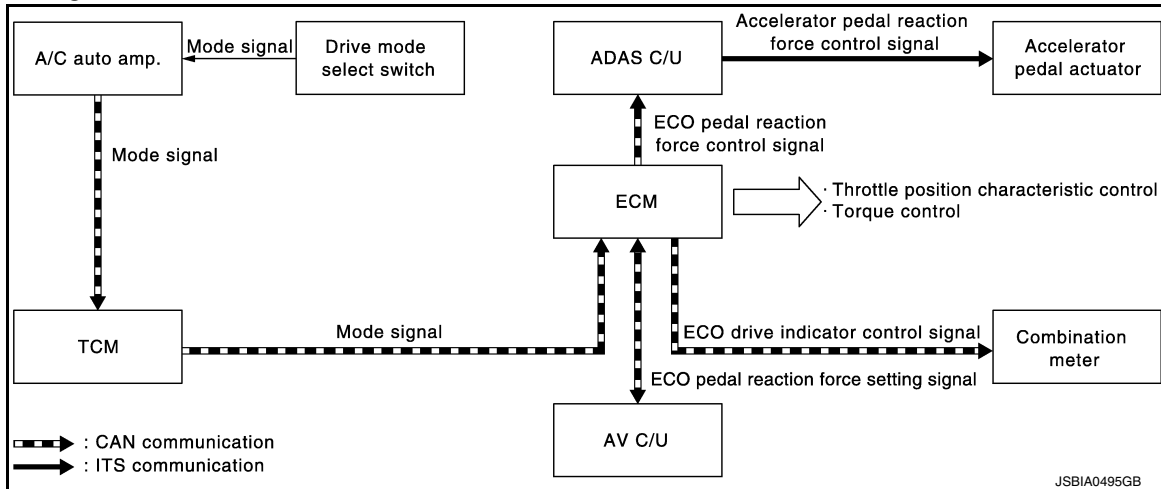 A/C auto amp.
Mode signal
Drive mode
select switch
ADAS C/U
Accelerator pedal reaction
force control signal
Accelerator
pedal actuator
Mode signal
ECO pedal reaction
force control signal
ECM
· Throttle position characteristic control
· Torque control
TCM
Mode signal
ECO drive indicator control signal
Combination
meter
ECO pedal reaction force setting signal
AV C/U
: CAN communication
: ITS communication
JSBIA0495GB